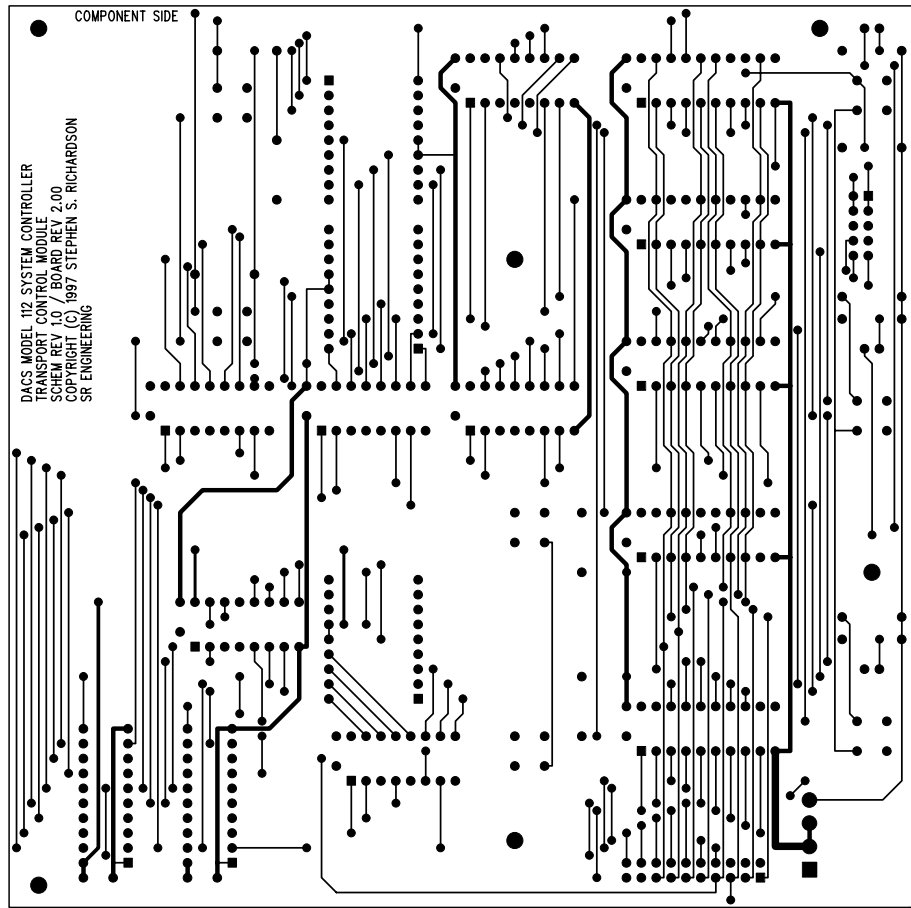 COMPONENT SIDE
DACS MODEL 112 SYSTEM CONTROLLER
TRANSPORT CONTROL MODULE
SCHEM REV 1.0 / BOARD REV 2.00
COPYRIGHT (C) 1997 STEPHEN S. RICHARDSON
SR ENGINEERING